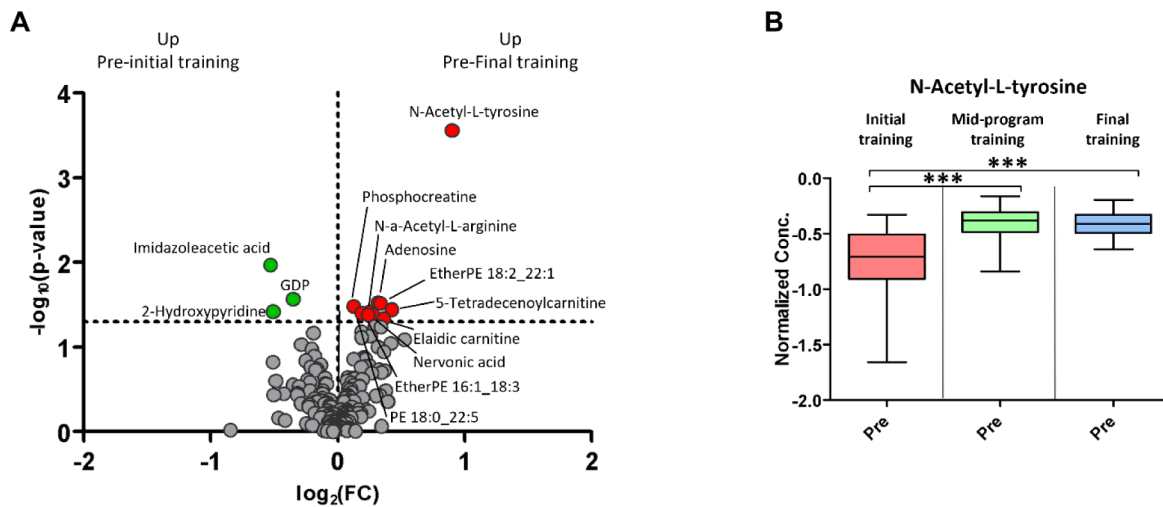 A
Up
Pre-initial training
Up
Pre-Final training
4
3
2
1
0
-2
-1
0
1
2
-log₁₀(p-value)
log₂(FC)
N-Acetyl-L-tyrosine
Phosphocreatine
N-a-Acetyl-L-arginine
Adenosine
Imidazoleacetic acid
EtherPE 18:2_22:1
GDP
5-Tetradecenoylcarnitine
2-Hydroxypyridine
Elaidic carnitine
Nervonic acid
EtherPE 16:1_18:3
PE 18:0_22:5
B
N-Acetyl-L-tyrosine
Initial
training
Mid-program
training
Final
training
***
***
Normalized Conc.
0.0
-0.5
-1.0
-1.5
-2.0
Pre
Pre
Pre